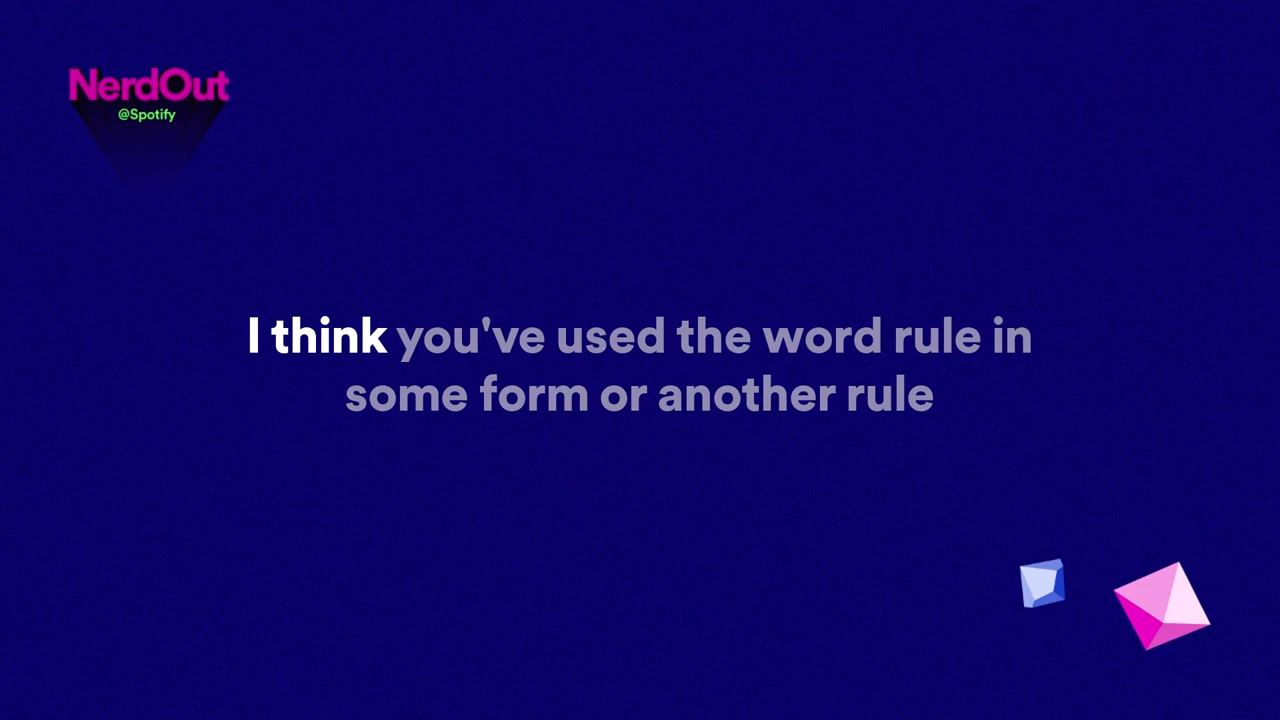 NerdOut
@Spotify
I think you've used the word rule in
some form or another rule